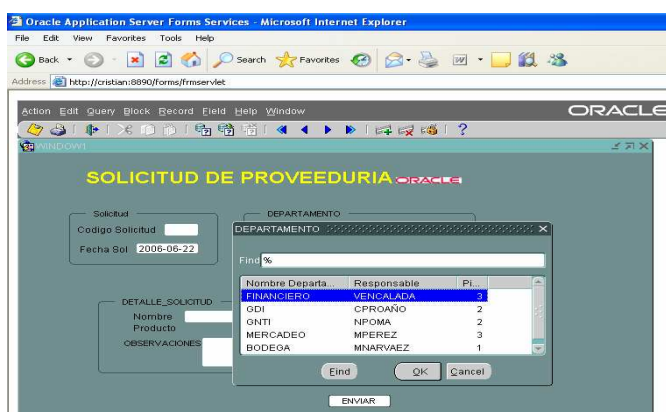 Oracle Application Server Forms Services - Microsoft Internet Explorer
File Edit View Favorites Tools Help
Back Search Favorites
Address http://cristian:8890/forms/frmservlet
Action Edit Query Block Record Field Help Window ORACLE
WINDOW1
SOLICITUD DE PROVEEDURIA ORACLE
Solicitud DEPARTAMENTO
Codigo Solicitud
Fecha Sol 2006-06-22
DEPARTAMENTO
Find %
Nombre Departa... Responsable Pi...
FINANCIERO VENCALADA 3
GDI CPROAÑO 2
GNTI NPOMA 2
MERCADEO MPEREZ 3
BODEGA MNARVAEZ 1
Find OK Cancel
DETALLE_SOLICITUD
Nombre
Producto
OBSERVACIONES
ENVIAR